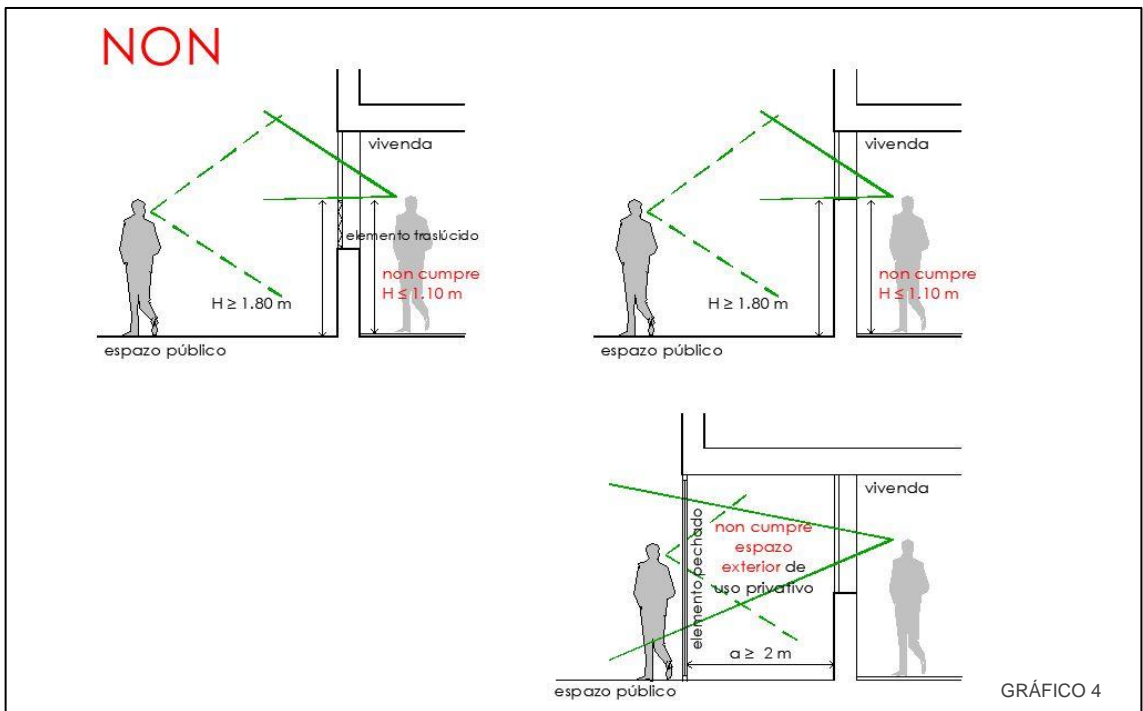 NON
vivenda
elemento traslúcido
non cumpre
H ≤ 1.10 m
H ≥ 1.80 m
espazo público
vivenda
non cumpre
H ≤ 1.10 m
H ≥ 1.80 m
espazo público
vivenda
elemento pechado
non cumpre
espazo
exterior de
uso privativo
a ≥ 2 m
espazo público
GRÁFICO 4